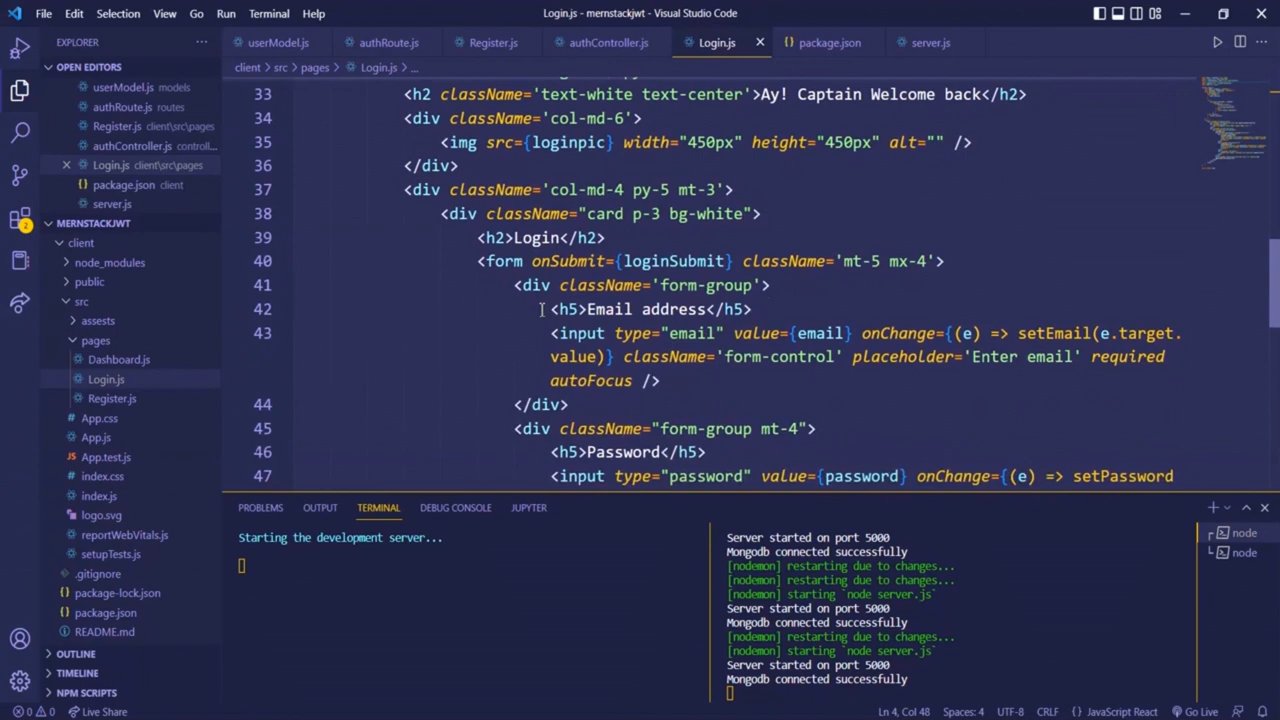 File Edit Selection View Go Run Terminal Help
Login.js - mernstackjwt - Visual Studio Code
EXPLORER
userModel.js authRoute.js Register.js authController.js Login.js package.json server.js
OPEN EDITORS
userModel.js models
authRoute.js routes
Register.js client\src\pages
authController.js controll...
Login.js client\src\pages
package.json client
server.js
MERNSTACKJWT
client
node_modules
public
src
assests
pages
Dashboard.js
Login.js
Register.js
App.css
App.js
App.test.js
index.css
index.js
logo.svg
reportWebVitals.js
setupTests.js
.gitignore
package-lock.json
package.json
README.md
OUTLINE
TIMELINE
NPM SCRIPTS
client > src > pages > Login.js > ...
33 <h2 className='text-white text-center'>Ay! Captain Welcome back</h2>
34 <div className='col-md-6'>
35 <img src={loginpic} width="450px" height="450px" alt="" />
36 </div>
37 <div className='col-md-4 py-5 mt-3'>
38 <div className="card p-3 bg-white">
39 <h2>Login</h2>
40 <form onSubmit={loginSubmit} className='mt-5 mx-4'>
41 <div className='form-group'>
42 <h5>Email address</h5>
43 <input type="email" value={email} onChange={(e) => setEmail(e.target.
value)} className='form-control' placeholder='Enter email' required
autoFocus />
44 </div>
45 <div className="form-group mt-4">
46 <h5>Password</h5>
47 <input type="password" value={password} onChange={(e) => setPassword
PROBLEMS OUTPUT TERMINAL DEBUG CONSOLE JUPYTER
Starting the development server...
Server started on port 5000
Mongodb connected successfully
[nodemon] restarting due to changes...
[nodemon] restarting due to changes...
[nodemon] starting `node server.js`
Server started on port 5000
Mongodb connected successfully
[nodemon] restarting due to changes...
[nodemon] starting `node server.js`
Server started on port 5000
Mongodb connected successfully
node
node
0 0 Live Share
Ln 4, Col 48 Spaces: 4 UTF-8 CRLF {} JavaScript React Go Live